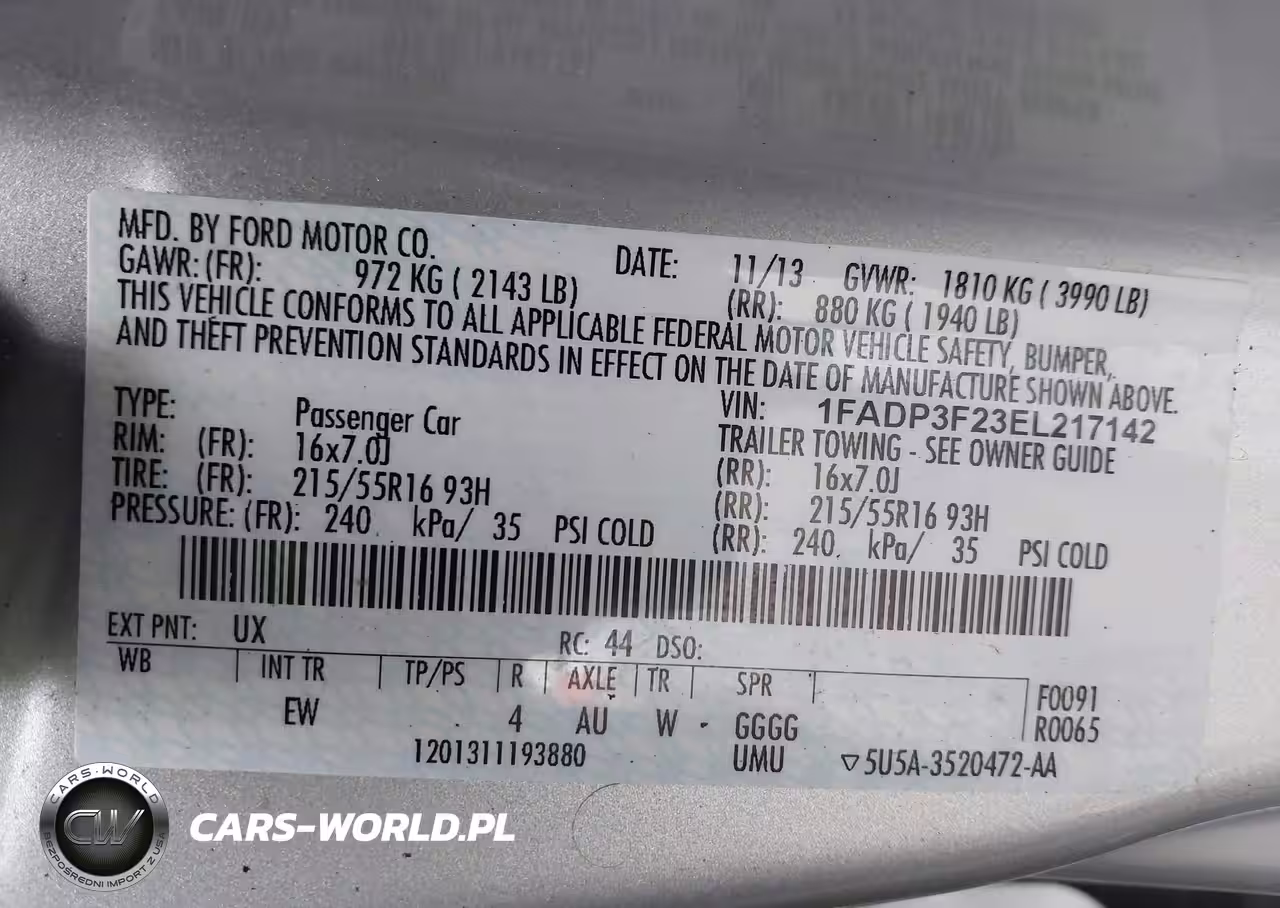 MFD. BY FORD MOTOR CO. DATE: 11/13 GVWR: 1810 KG ( 3990 LB)
GAWR: (FR): 972 KG ( 2143 LB) (RR): 880 KG ( 1940 LB)
THIS VEHICLE CONFORMS TO ALL APPLICABLE FEDERAL MOTOR VEHICLE SAFETY, BUMPER,
AND THEFT PREVENTION STANDARDS IN EFFECT ON THE DATE OF MANUFACTURE SHOWN ABOVE.
VIN: 1FADP3F23EL217142
TYPE: Passenger Car TRAILER TOWING - SEE OWNER GUIDE
RIM: (FR): 16x7.0J (RR): 16x7.0J
TIRE: (FR): 215/55R16 93H (RR): 215/55R16 93H
PRESSURE: (FR): 240 kPa/ 35 PSI COLD (RR): 240 kPa/ 35 PSI COLD
EXT PNT: UX RC: 44 DSO:
WB INT TR TP/PS R AXLE TR SPR F0091
EW 4 AU W GGGG R0065
1201311193880 UMU ▽5U5A-3520472-AA
CARS-WORLD
CW
BEZPOŚREDNI IMPORT Z USA
CARS-WORLD.PL